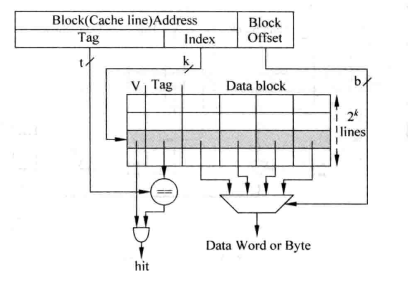 Block(Cache line)Address
Block
Offset
Tag
Index
t
k
b
V
Tag
Data block
2^k
lines
==
Data Word or Byte
hit